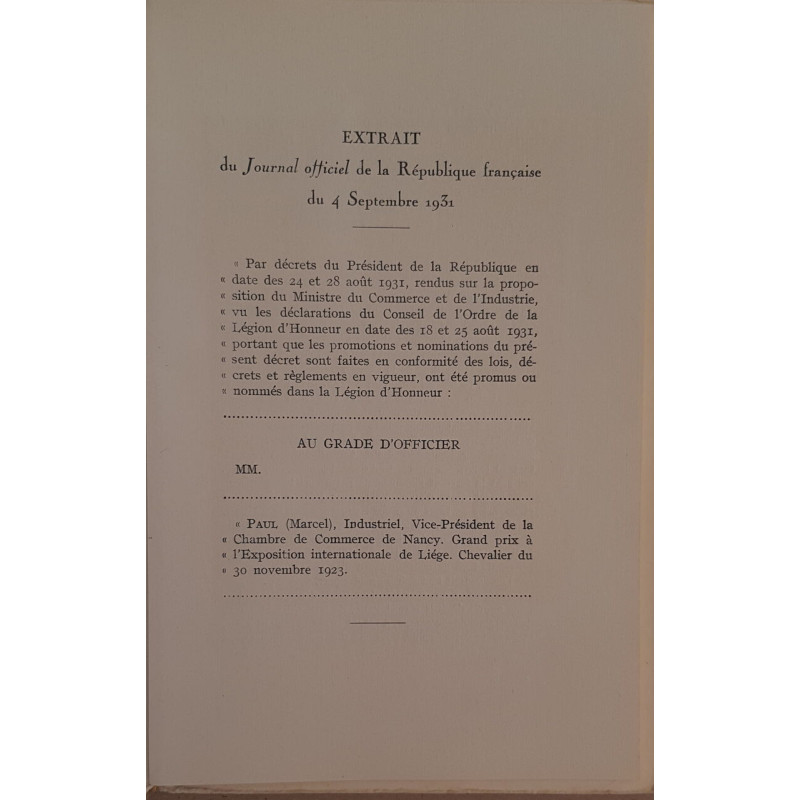 EXTRAIT
du Journal officiel de la République française
du 4 Septembre 1931
« Par décrets du Président de la République en
« date des 24 et 28 août 1931, rendus sur la propo-
« sition du Ministre du Commerce et de l'Industrie,
« vu les déclarations du Conseil de l'Ordre de la
« Légion d'Honneur en date des 18 et 25 août 1931,
« portant que les promotions et nominations du pré-
« sent décret sont faites en conformité des lois, dé-
« crets et règlements en vigueur, ont été promus ou
« nommés dans la Légion d'Honneur :
AU GRADE D'OFFICIER
MM.
« PAUL (Marcel), Industriel, Vice-Président de la
« Chambre de Commerce de Nancy. Grand prix à
« l'Exposition internationale de Liége. Chevalier du
« 30 novembre 1923.